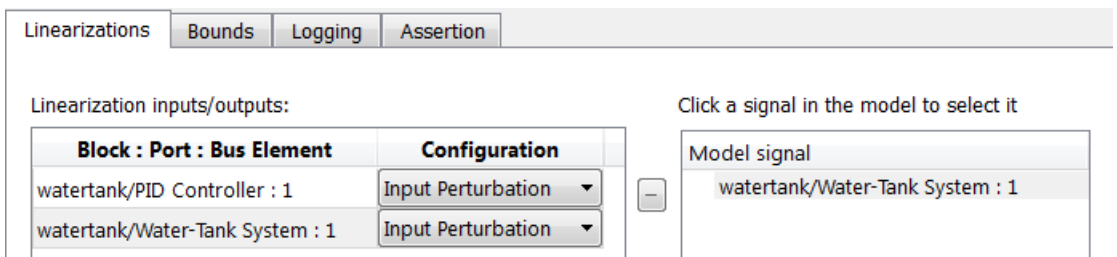 Linearizations Bounds Logging Assertion
Linearization inputs/outputs: Click a signal in the model to select it
Block : Port : Bus Element Configuration Model signal
watertank/PID Controller : 1 Input Perturbation watertank/Water-Tank System : 1
watertank/Water-Tank System : 1 Input Perturbation